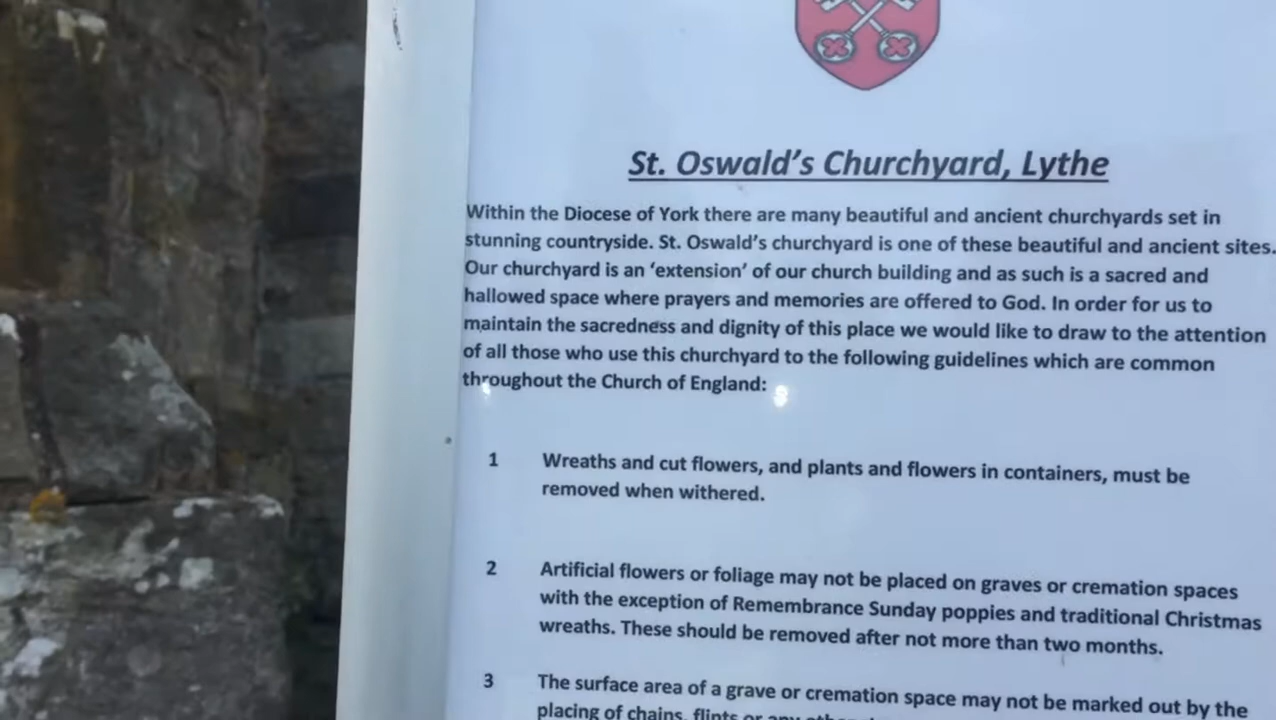 St. Oswald's Churchyard, Lythe
Within the Diocese of York there are many beautiful and ancient churchyards set in
stunning countryside. St. Oswald's churchyard is one of these beautiful and ancient sites.
Our churchyard is an 'extension' of our church building and as such is a sacred and
hallowed space where prayers and memories are offered to God. In order for us to
maintain the sacredness and dignity of this place we would like to draw to the attention
of all those who use this churchyard to the following guidelines which are common
throughout the Church of England:
1 Wreaths and cut flowers, and plants and flowers in containers, must be
removed when withered.
2 Artificial flowers or foliage may not be placed on graves or cremation spaces
with the exception of Remembrance Sunday poppies and traditional Christmas
wreaths. These should be removed after not more than two months.
3 The surface area of a grave or cremation space may not be marked out by the
placing of chains, flints or any